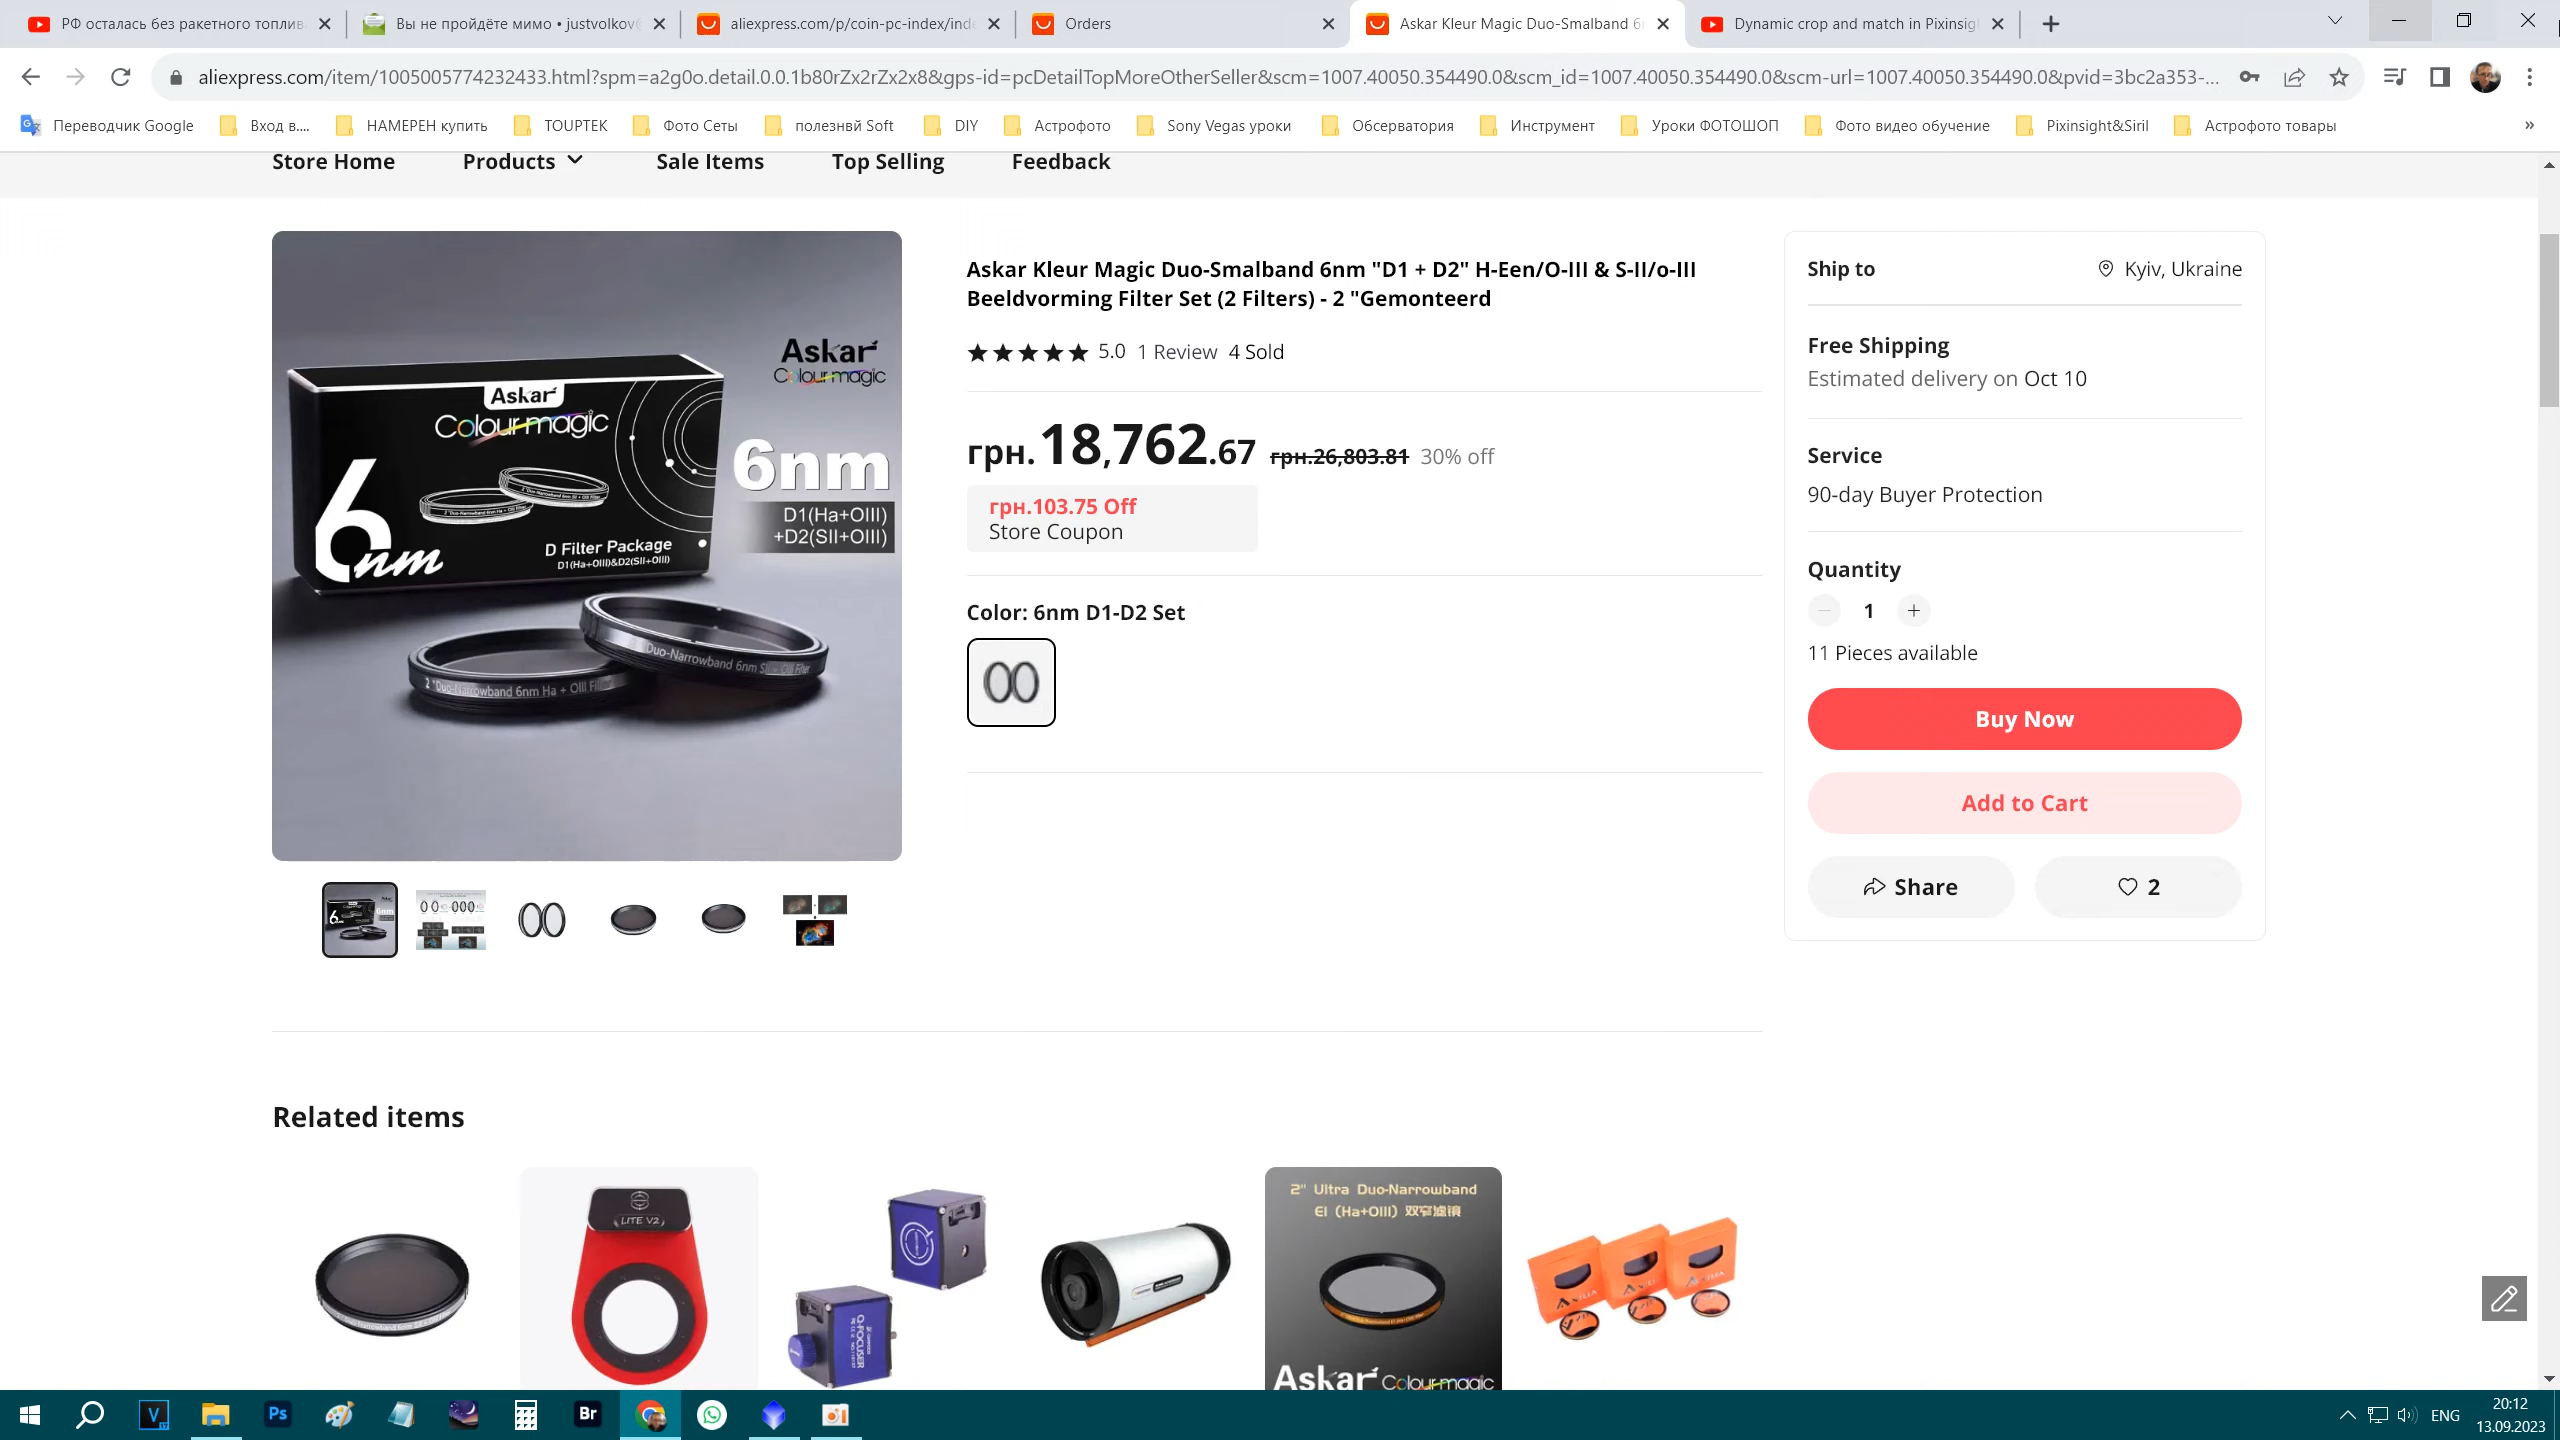 РФ осталась без ракетного топлив
Вы не пройдёте мимо • justvolkov
aliexpress.com/p/coin-pc-index/inde
Orders
Askar Kleur Magic Duo-Smalband 6
Dynamic crop and match in Pixinsig
aliexpress.com/item/1005005774232433.html?spm=a2g0o.detail.0.0.1b80rZx2rZx2x8&gps-id=pcDetailTopMoreOtherSeller&scm=1007.40050.354490.0&scm_id=1007.40050.354490.0&scm-url=1007.40050.354490.0&pvid=3bc2a353-...
Переводчик Google
Вход в....
НАМЕРЕН купить
TOUPTEK
Фото Сеты
полезнвй Soft
DIY
Астрофото
Sony Vegas уроки
Обсерватория
Инструмент
Уроки ФОТОШОП
Фото видео обучение
Pixinsight&Siril
Астрофото товары
»
Store Home
Products
Sale Items
Top Selling
Feedback
Askar
Colourmagic
6nm
D1(Ha+OIII)
+D2(SII+OIII)
Askar
Colourmagic
6nm
D Filter Package
D1(Ha+OIII)&D2(SII+OIII)
Duo-Narrowband 6nm SII + OIII Filter
2 "Duo-Narrowband 6nm Ha + OIII Fil
Askar Kleur Magic Duo-Smalband 6nm "D1 + D2" H-Een/O-III & S-II/o-III
Beeldvorming Filter Set (2 Filters) - 2 "Gemonteerd
5.0 1 Review 4 Sold
грн.18,762.67 грн.26,803.81 30% off
грн.103.75 Off
Store Coupon
Color: 6nm D1-D2 Set
Ship to
Kyiv, Ukraine
Free Shipping
Estimated delivery on Oct 10
Service
90-day Buyer Protection
Quantity
1
11 Pieces available
Buy Now
Add to Cart
Share
2
Related items
LITE V2
Q-FOCUSER
2" Ultra Duo-Narrowband
EI (Ha+OIII) 双窄滤镜
Askar Colourmagic
ENG
20:12
13.09.2023